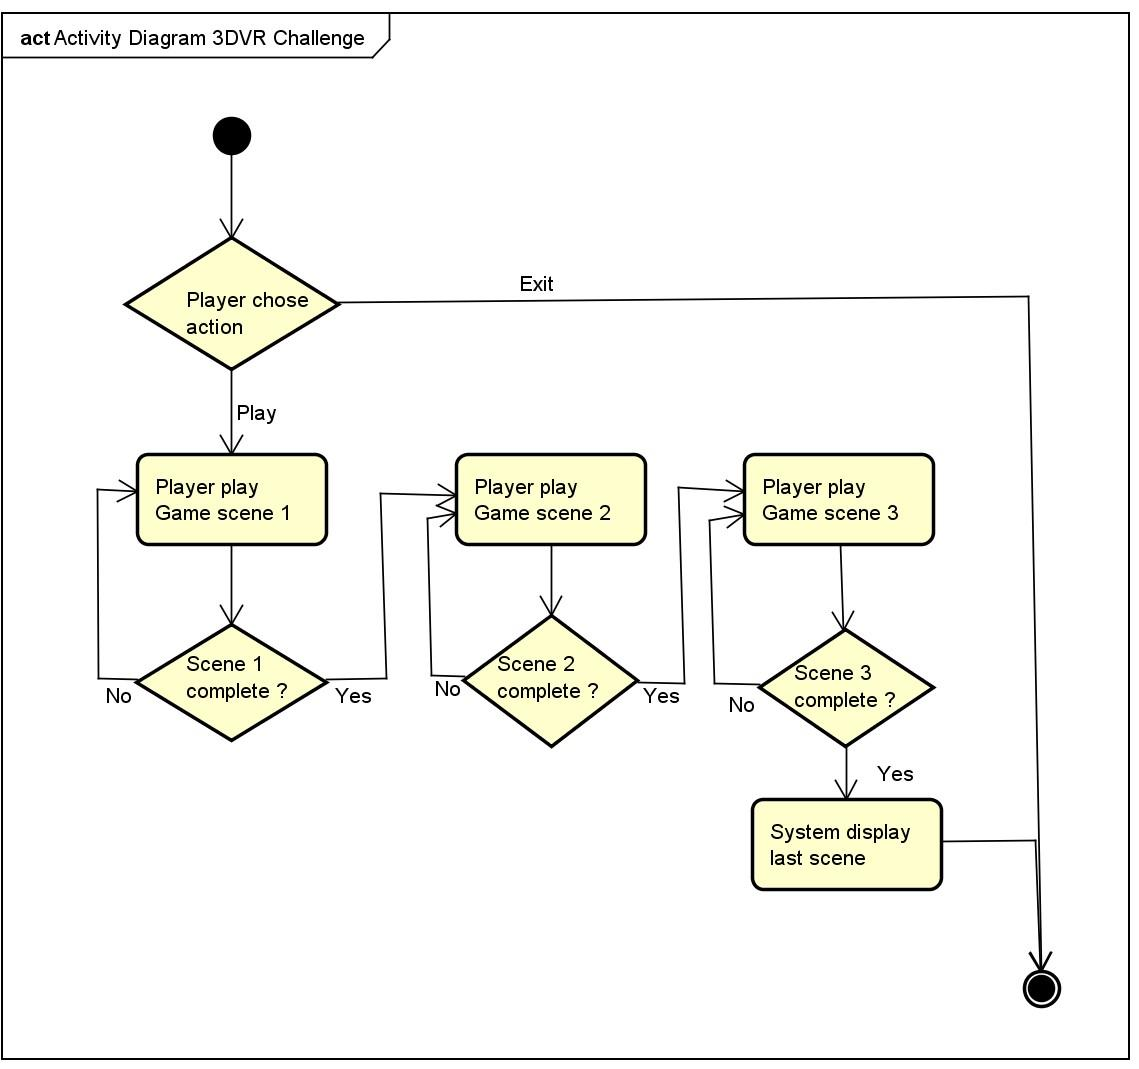 act Activity Diagram 3DVR Challenge
Exit
Player chose
action
Play
Player play
Game scene 1
Player play
Game scene 2
Player play
Game scene 3
Scene 1
complete ?
No
Yes
Scene 2
complete ?
No
Yes
Scene 3
complete ?
No
Yes
System display
last scene